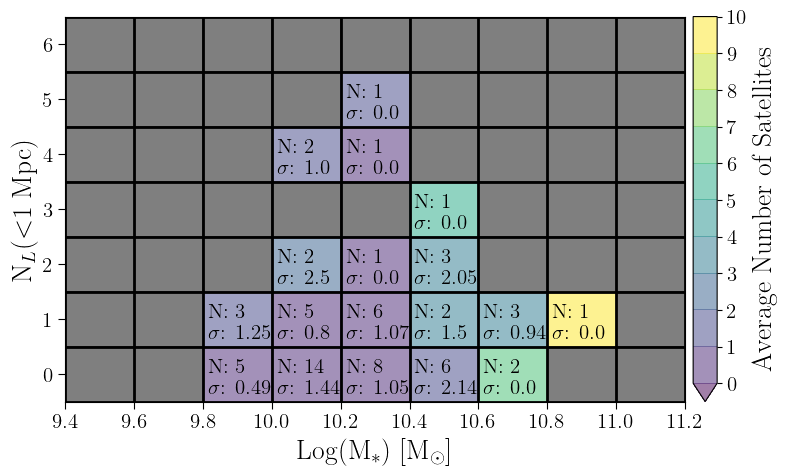 6
5
4
3
2
1
0
N_L(<1 Mpc)
N: 1
σ: 0.0
N: 2
σ: 1.0
N: 1
σ: 0.0
N: 1
σ: 0.0
N: 2
σ: 2.5
N: 1
σ: 0.0
N: 3
σ: 2.05
N: 3
σ: 1.25
N: 5
σ: 0.8
N: 6
σ: 1.07
N: 2
σ: 1.5
N: 3
σ: 0.94
N: 1
σ: 0.0
N: 5
σ: 0.49
N: 14
σ: 1.44
N: 8
σ: 1.05
N: 6
σ: 2.14
N: 2
σ: 0.0
9.4 9.6 9.8 10.0 10.2 10.4 10.6 10.8 11.0 11.2
Log(M_*) [M_⊙]
10
9
8
7
6
5
4
3
2
1
0
Average Number of Satellites